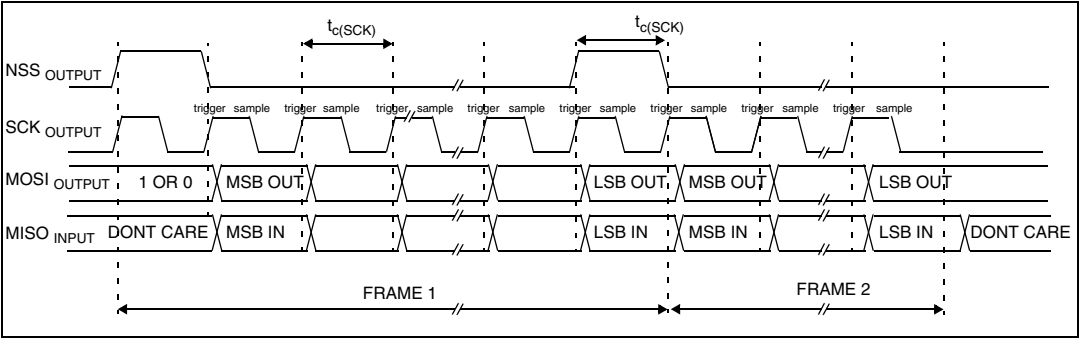 tc(SCK) tc(SCK)
NSS OUTPUT
trigger sample trigger sample trigger sample trigger sample trigger sample trigger sample trigger sample trigger sample
SCK OUTPUT
MOSI OUTPUT 1 OR 0 MSB OUT LSB OUT MSB OUT LSB OUT
MISO INPUT DONT CARE MSB IN LSB IN MSB IN LSB IN DONT CARE
FRAME 1 FRAME 2